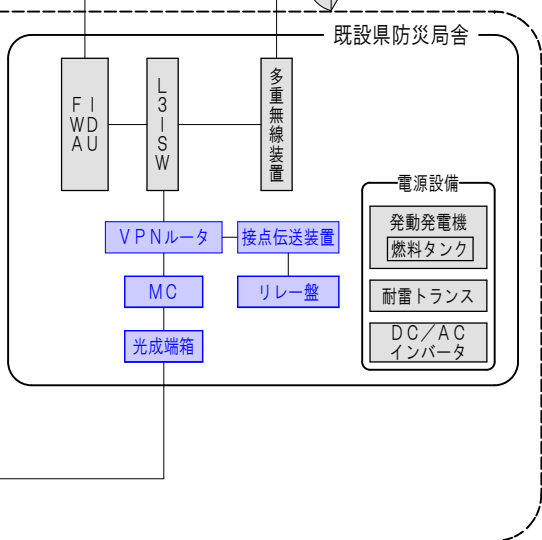 既設県防災局舎
FWA
IDU
L3-SW
多重無線装置
電源設備
発動発電機
燃料タンク
VPNルータ
接点伝送装置
MC
リレー盤
耐雷トランス
光成端箱
DC/AC
インバータ